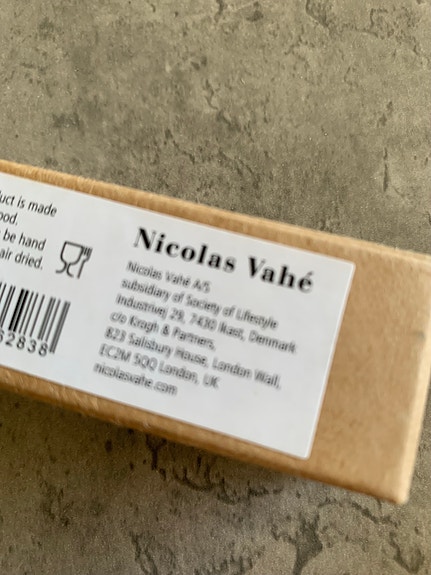 uct is made
ood.
be hand
air dried.
62838
Nicolas Vahé
Nicolas Vahé A/S
subsidiary of Society of Lifestyle
Industrivej 29, 7430 Ikast, Denmark
c/o Krogh & Partners,
823 Salisbury House, London Wall,
EC2M 5QQ London, UK
nicolasvahe.com